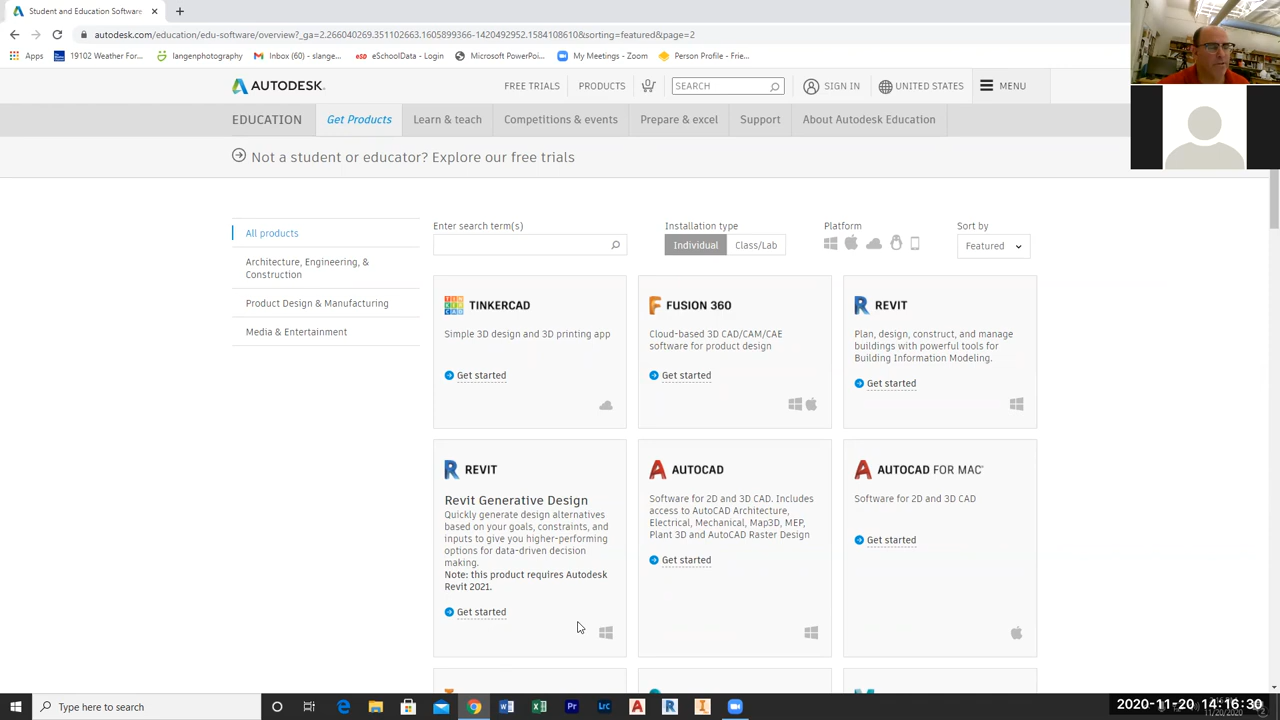 Student and Education Software
autodesk.com/education/edu-software/overview?_ga=2.266040269.351102663.1605899366-1420492952.1584108610&sorting=featured&page=2
Apps
19102 Weather For...
langenphotography
Inbox (60) - slange...
eso
eSchoolData - Login
Microsoft PowerPoi...
My Meetings - Zoom
Person Profile - Frie...
AUTODESK.
FREE TRIALS
PRODUCTS
SEARCH
SIGN IN
UNITED STATES
MENU
EDUCATION
Get Products
Learn & teach
Competitions & events
Prepare & excel
Support
About Autodesk Education
Not a student or educator? Explore our free trials
All products
Architecture, Engineering, &
Construction
Product Design & Manufacturing
Media & Entertainment
Enter search term(s)
Installation type
Individual
Class/Lab
Platform
Sort by
Featured
TINKERCAD
Simple 3D design and 3D printing app
Get started
FUSION 360
Cloud-based 3D CAD/CAM/CAE
software for product design
Get started
REVIT
Plan, design, construct, and manage
buildings with powerful tools for
Building Information Modeling.
Get started
REVIT
Revit Generative Design
Quickly generate design alternatives
based on your goals, constraints, and
inputs to give you higher-performing
options for data-driven decision
making.
Note: this product requires Autodesk
Revit 2021.
Get started
AUTOCAD
Software for 2D and 3D CAD. Includes
access to AutoCAD Architecture,
Electrical, Mechanical, Map3D, MEP,
Plant 3D and AutoCAD Raster Design
Get started
AUTOCAD FOR MAC®
Software for 2D and 3D CAD
Get started
Type here to search
2020-11-20 14:16:30